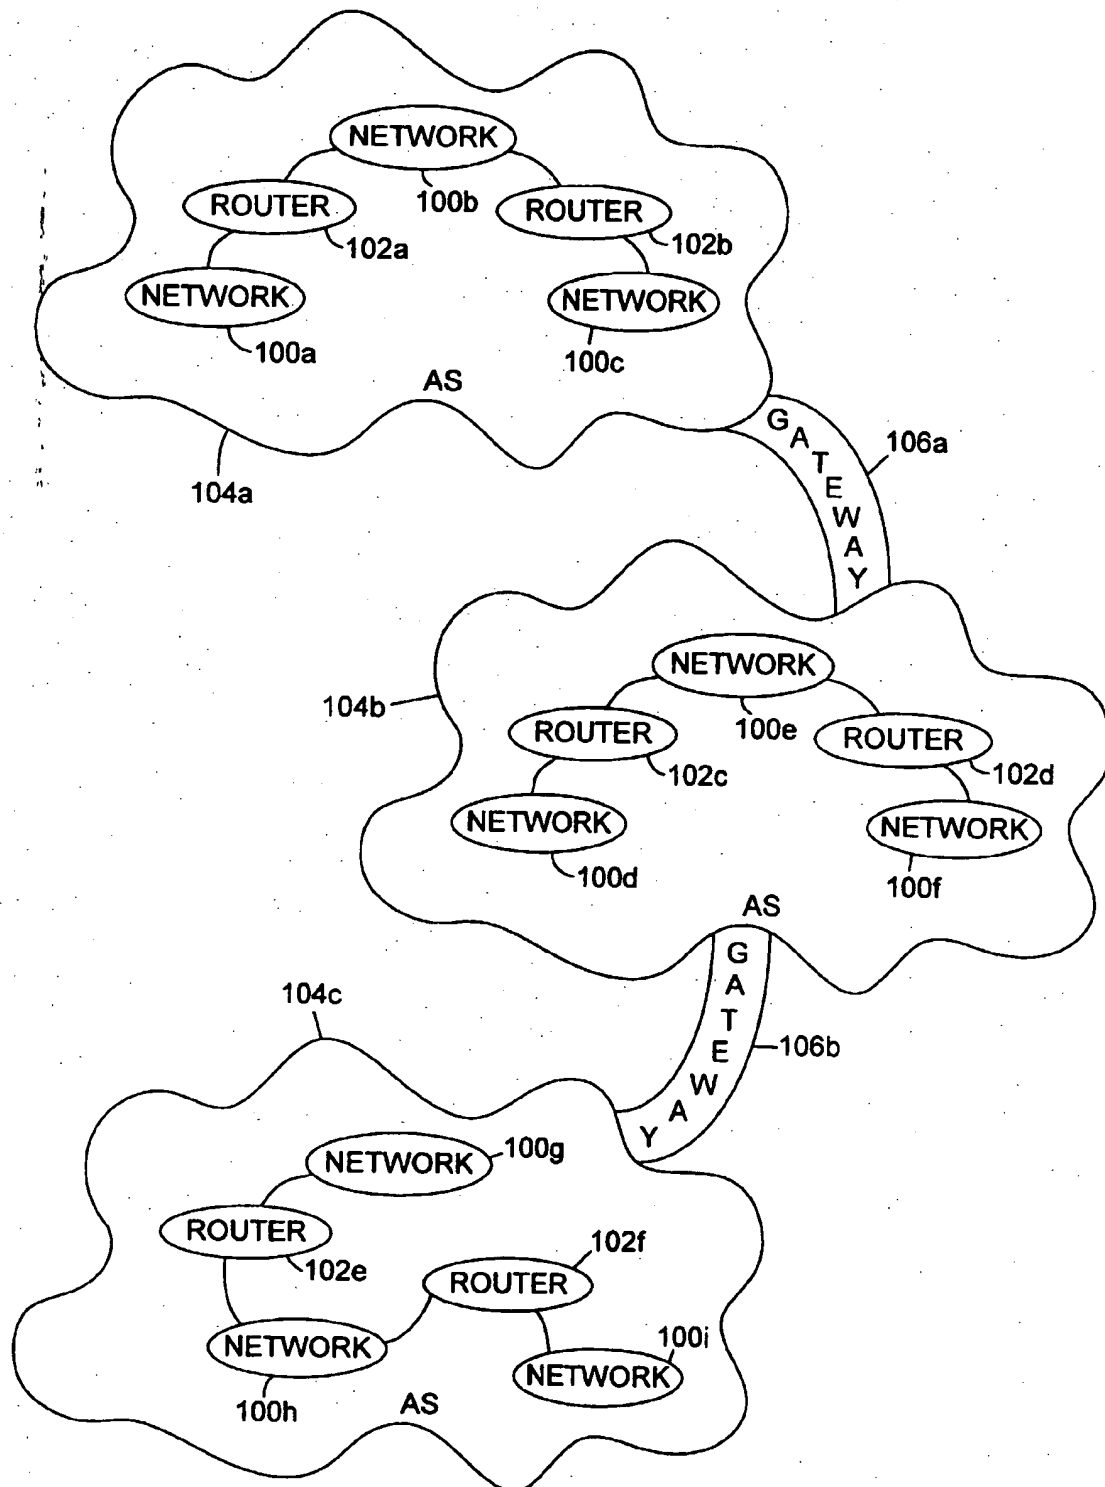 NETWORK
100b
ROUTER
102a
ROUTER
102b
NETWORK
100a
NETWORK
100c
AS
104a
GATEWAY
106a
104b
NETWORK
100e
ROUTER
102c
ROUTER
102d
NETWORK
100d
NETWORK
100f
AS
GATEWAY
106b
104c
NETWORK
100g
ROUTER
102e
ROUTER
102f
NETWORK
100h
NETWORK
100i
AS